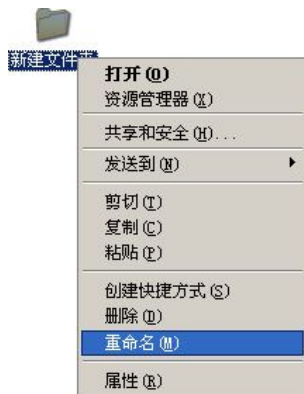 新建文件夹
打开(O)
资源管理器(X)
共享和安全(H)...
发送到(N)
剪切(T)
复制(C)
粘贴(P)
创建快捷方式(S)
删除(D)
重命名(M)
属性(R)